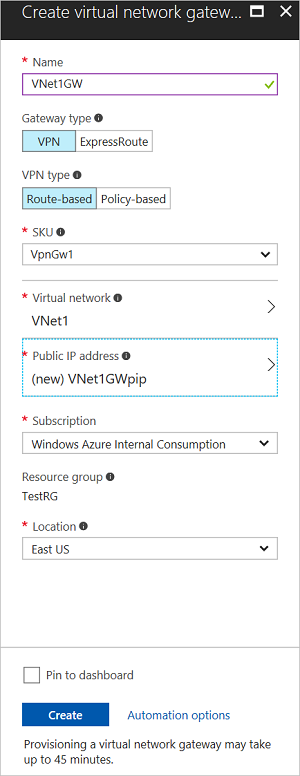 Create virtual network gatew...
* Name
VNet1GW
Gateway type
VPN ExpressRoute
VPN type
Route-based Policy-based
* SKU
VpnGw1
* Virtual network
VNet1
* Public IP address
(new) VNet1GWpip
* Subscription
Windows Azure Internal Consumption
Resource group
TestRG
* Location
East US
Pin to dashboard
Create Automation options
Provisioning a virtual network gateway may take
up to 45 minutes.